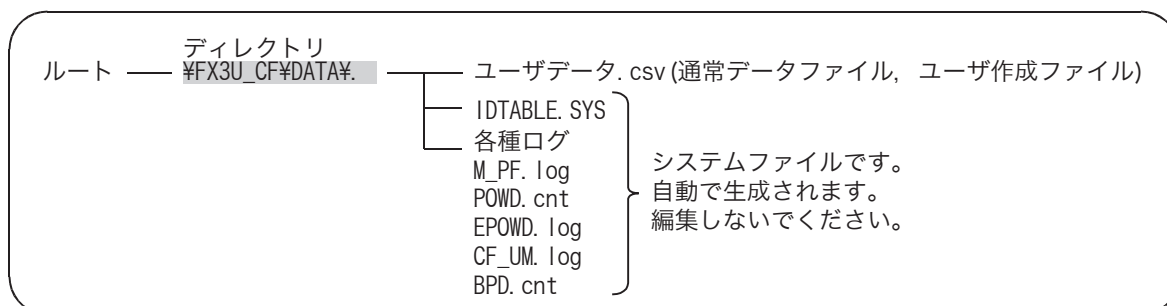 ディレクトリ
ルート ¥FX3U_CF¥DATA¥. ユーザデータ.csv(通常データファイル, ユーザ作成ファイル)
IDTABLE.SYS
各種ログ
M_PF.log
POWD.cnt
EPOWD.log
CF_UM.log
BPD.cnt
システムファイルです。
自動で生成されます。
編集しないでください。